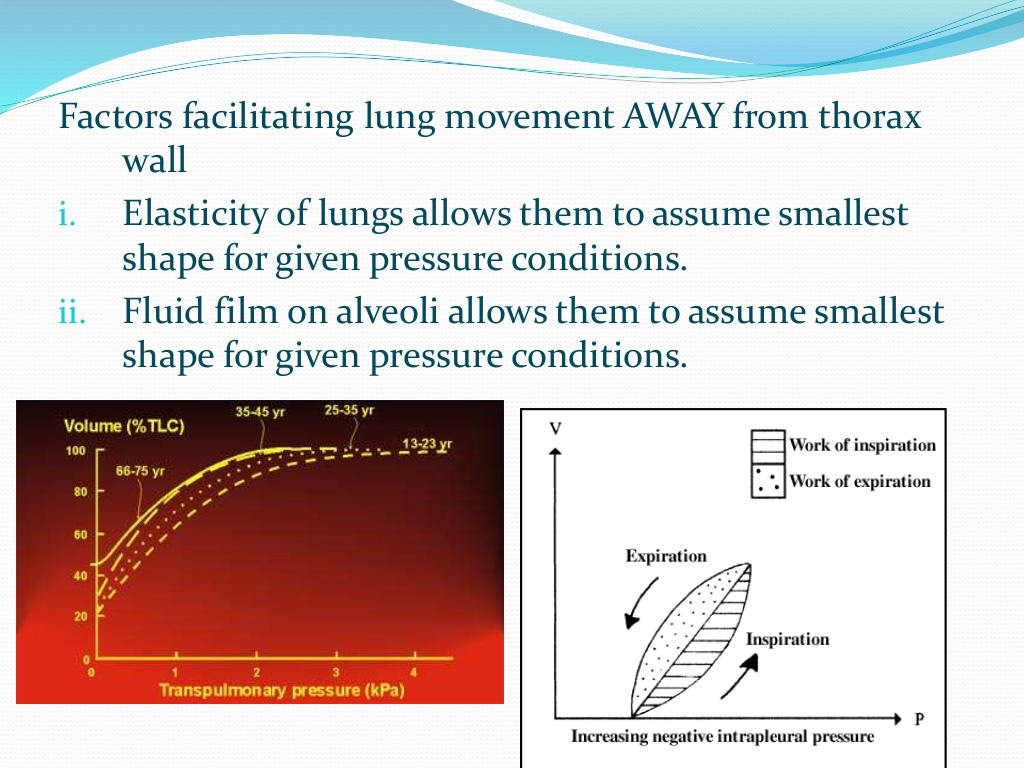 Factors facilitating lung movement AWAY from thorax
wall
i. Elasticity of lungs allows them to assume smallest
shape for given pressure conditions.
ii. Fluid film on alveoli allows them to assume smallest
shape for given pressure conditions.
Volume (%TLC)
35-45 yr
25-35 yr
13-23 yr
66-75 yr
100
80
60
40
20
0
0 1 2 3 4
Transpulmonary pressure (kPa)
V
Work of inspiration
Work of expiration
Expiration
Inspiration
P
Increasing negative intrapleural pressure